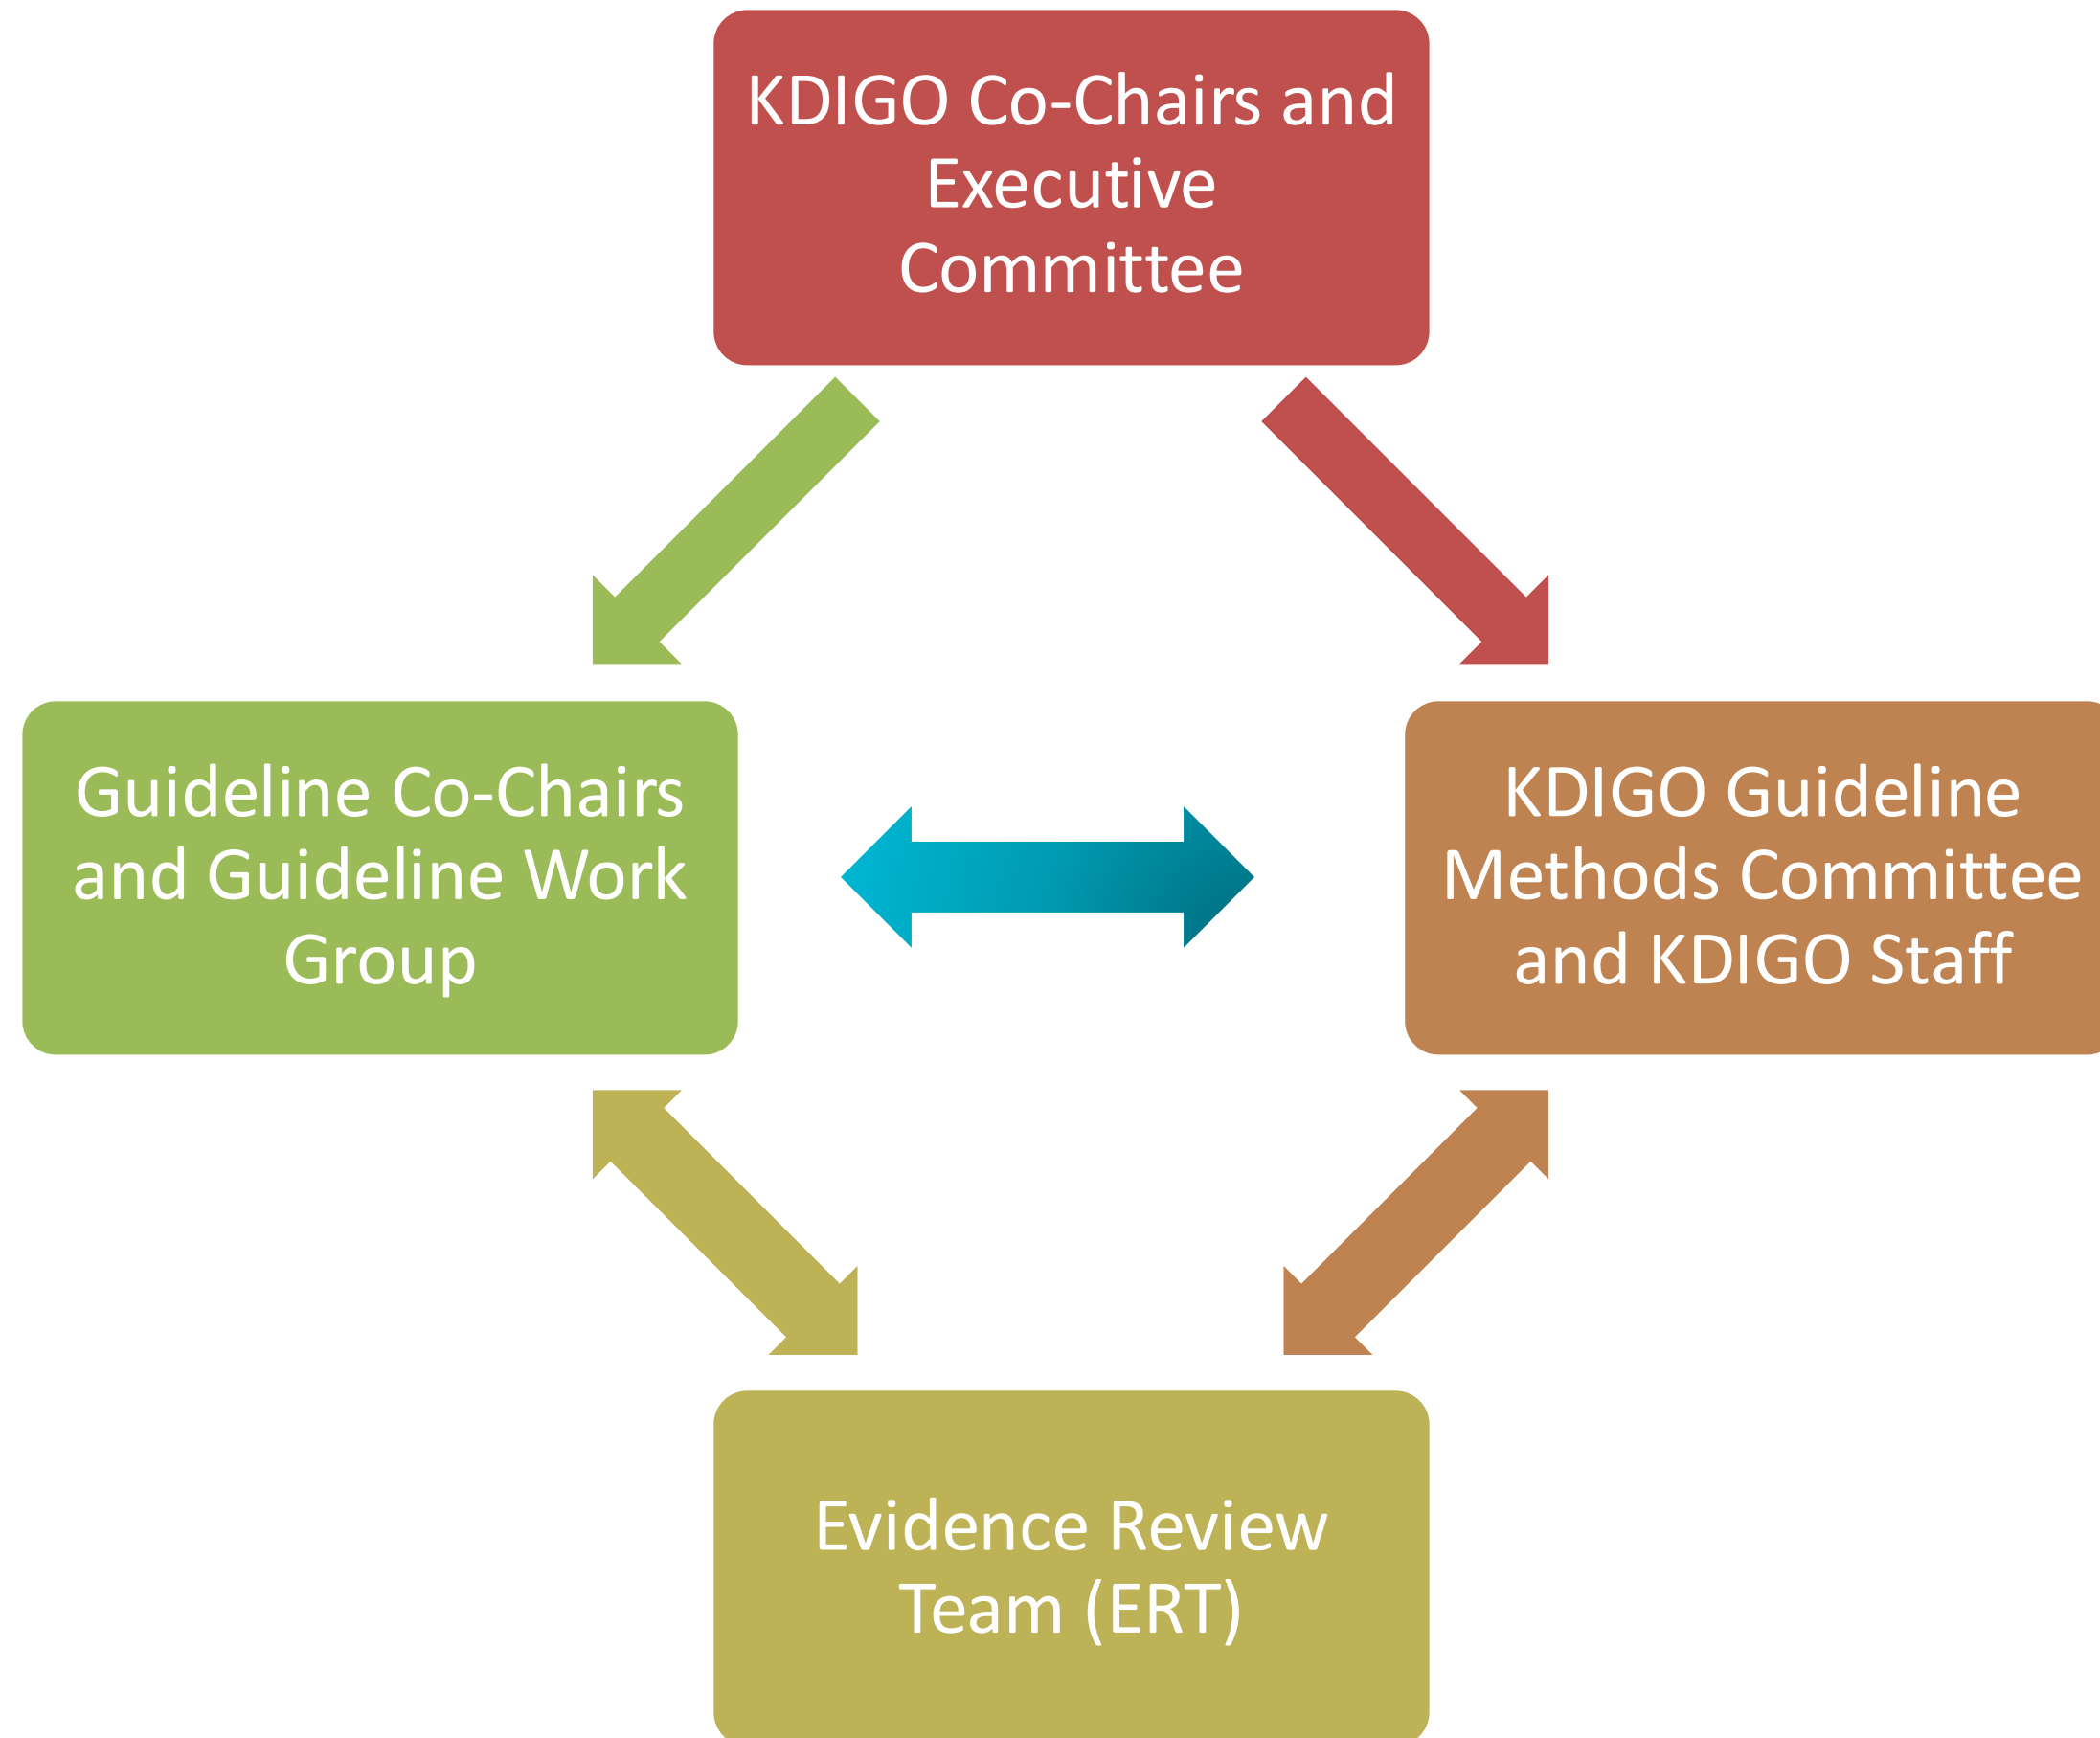 KDIGO Co-Chairs and
Executive
Committee
Guideline Co-Chairs
and Guideline Work
Group
KDIGO Guideline
Methods Committee
and KDIGO Staff
Evidence Review
Team (ERT)